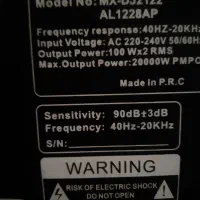 Model No: MX-DJ2122
AL1228AP
Frequency response: 40HZ-20KHz
Input Voltage: AC 220-240V 50/60Hz
Output Power: 100 Wx2 RMS
Max.Output Power: 20000W PMPO
Made In P.R.C
Sensitivity: 90dB±3dB
Frequency: 40Hz-20KHz
S/N:
WARNING
RISK OF ELECTRIC SHOCK
DO NOT OPEN